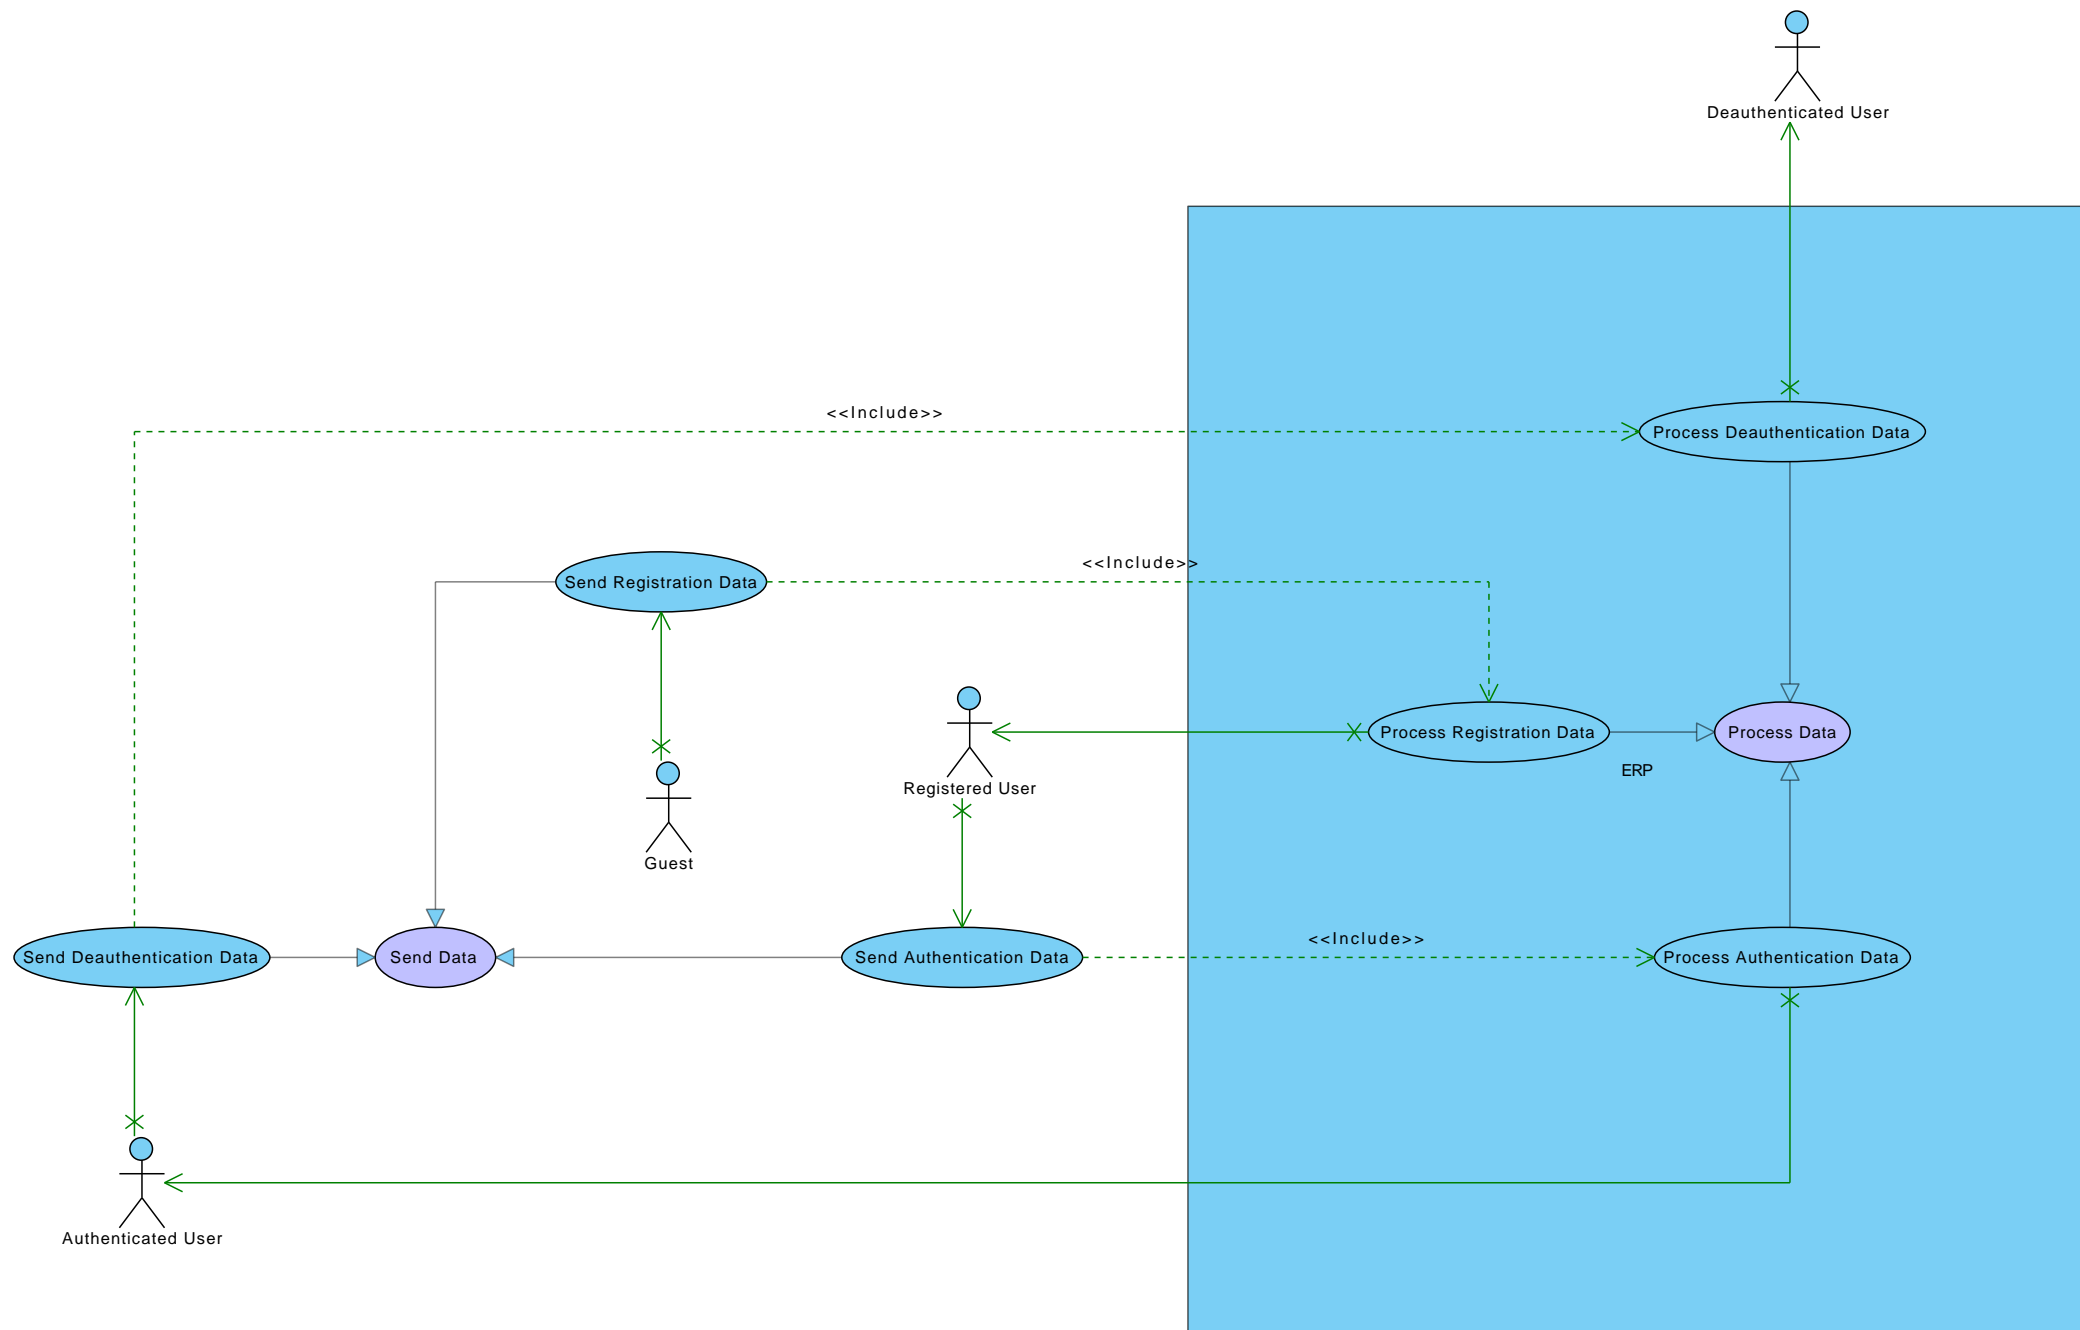 Deauthenticated User
<<Include>>
Process Deauthentication Data
<<Include>>
Send Registration Data
Process Registration Data
Process Data
ERP
Registered User
Guest
<<Include>>
Send Deauthentication Data
Send Data
Send Authentication Data
Process Authentication Data
Authenticated User